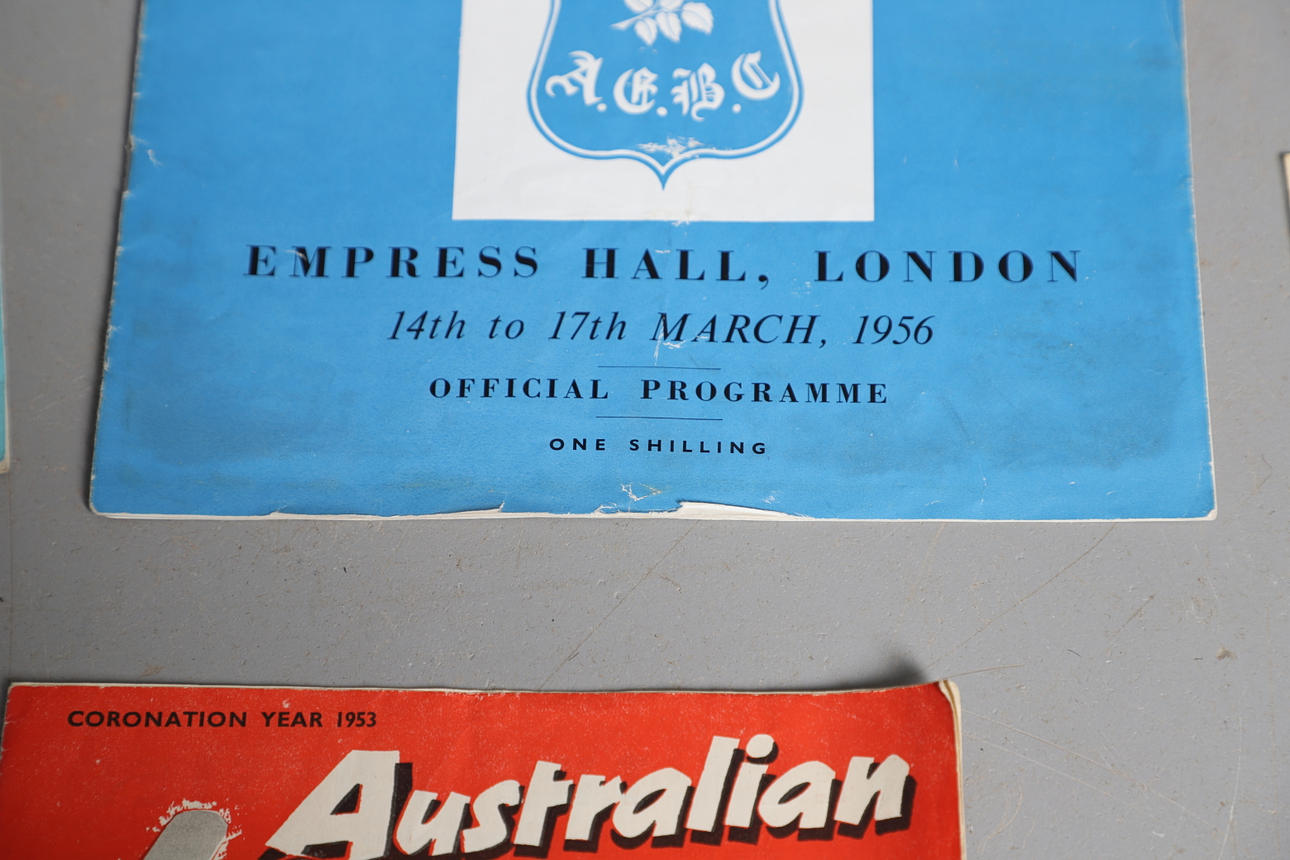 A.E.B.C
EMPRESS HALL, LONDON
14th to 17th MARCH, 1956
OFFICIAL PROGRAMME
ONE SHILLING
CORONATION YEAR 1953
Australian